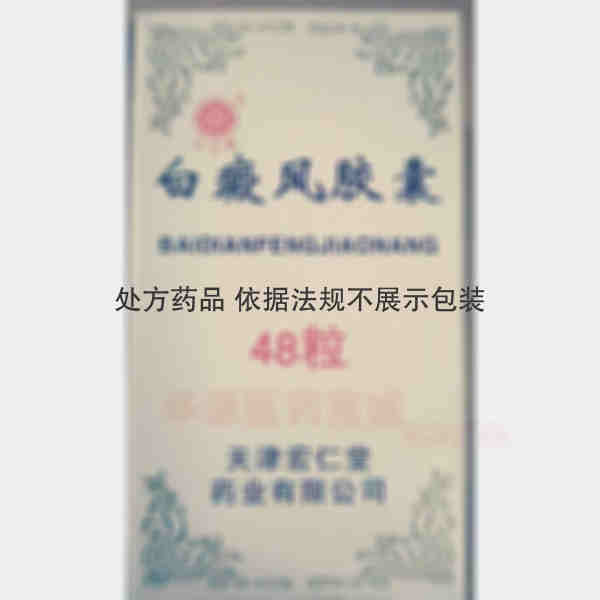 白癜风胶囊
BAIDIANFENGJIAONANG
处方药品 依据法规不展示包装
48粒
天津宏仁堂
药业有限公司